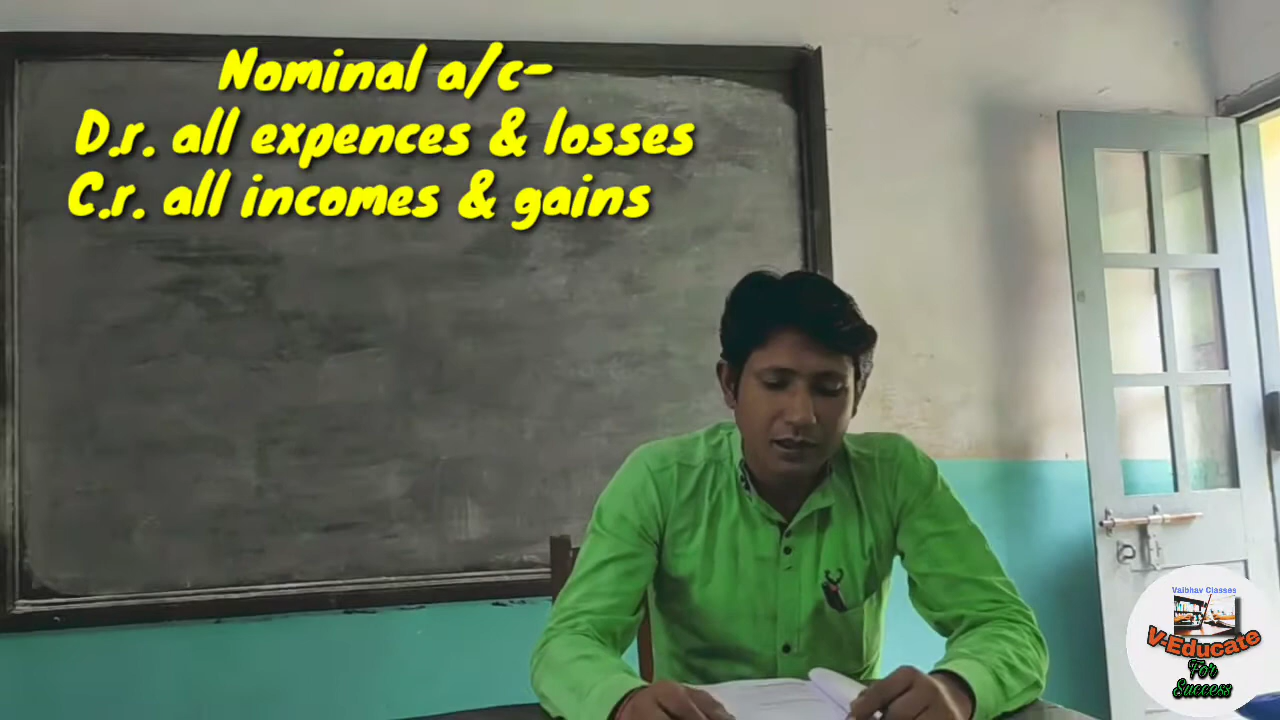 Nominal a/c-
D.r. all expences & losses
C.r. all incomes & gains
Vaibhav Classes
V-Educate
For
Success